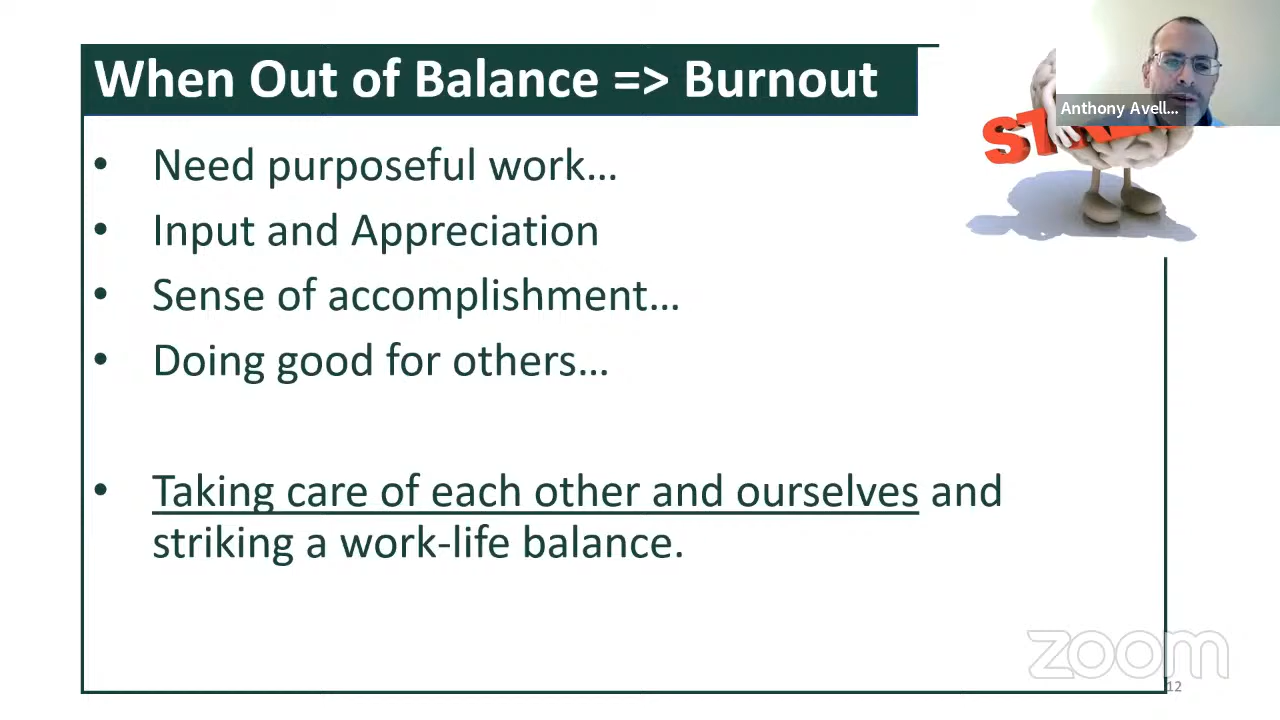 When Out of Balance => Burnout
Anthony Avell...
• Need purposeful work...
• Input and Appreciation
• Sense of accomplishment...
• Doing good for others...
• Taking care of each other and ourselves and
striking a work-life balance.
zoom
12